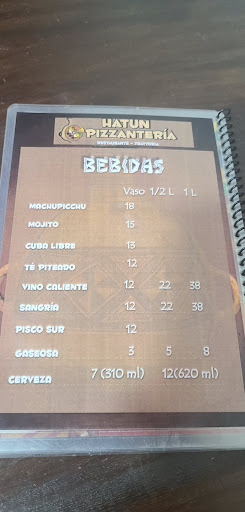 HATUN
PIZZANTERÍA
RESTAURANTE - TRATTORIA
BEBIDAS
Vaso 1/2 L 1 L
MACHUPICCHU 18
MOJITO 15
CUBA LIBRE 13
TÉ PITEADO 12
VINO CALIENTE 12 22 38
SANGRÍA 12 22 38
PISCO SUR 12
GASEOSA 3 5 8
CERVEZA 7 (310 ml) 12(620 ml)